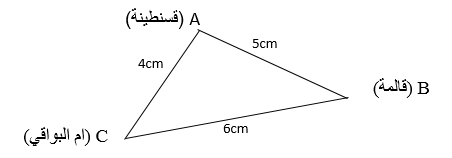 (قسنطينة) A
5cm
4cm
(قالمة) B
6cm
(ام البواقي) C